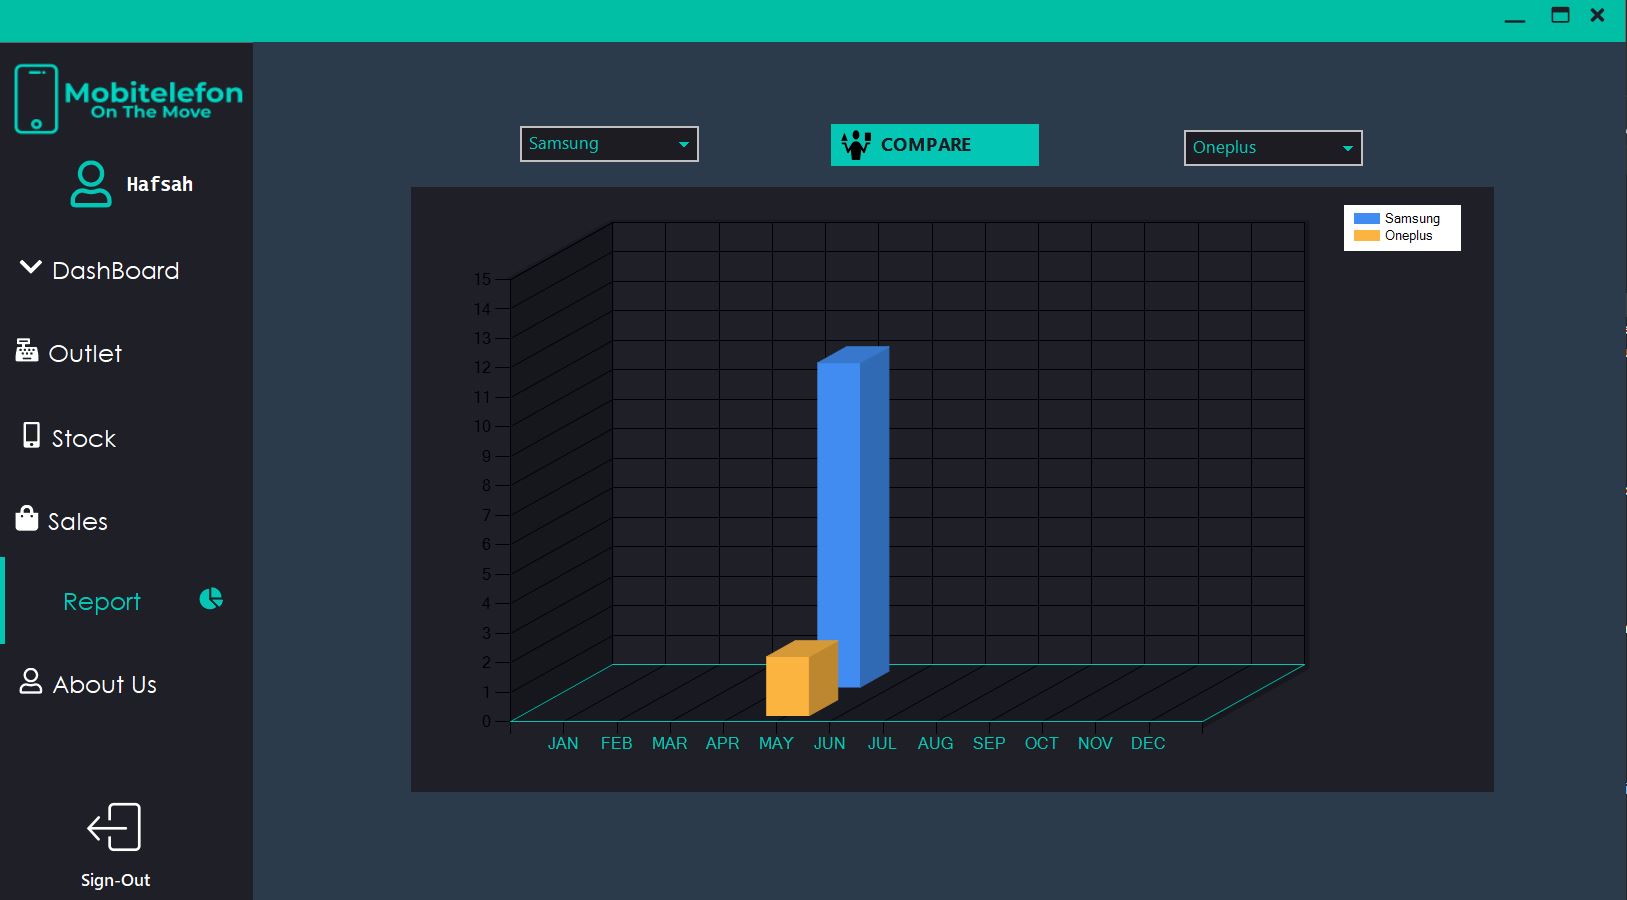 Mobitelefon
On The Move
Hafsah
DashBoard
Outlet
Stock
Sales
Report
About Us
Sign-Out
Samsung
COMPARE
Oneplus
Samsung
Oneplus
15
14
13
12
11
10
9
8
7
6
5
4
3
2
1
0
JAN FEB MAR APR MAY JUN JUL AUG SEP OCT NOV DEC